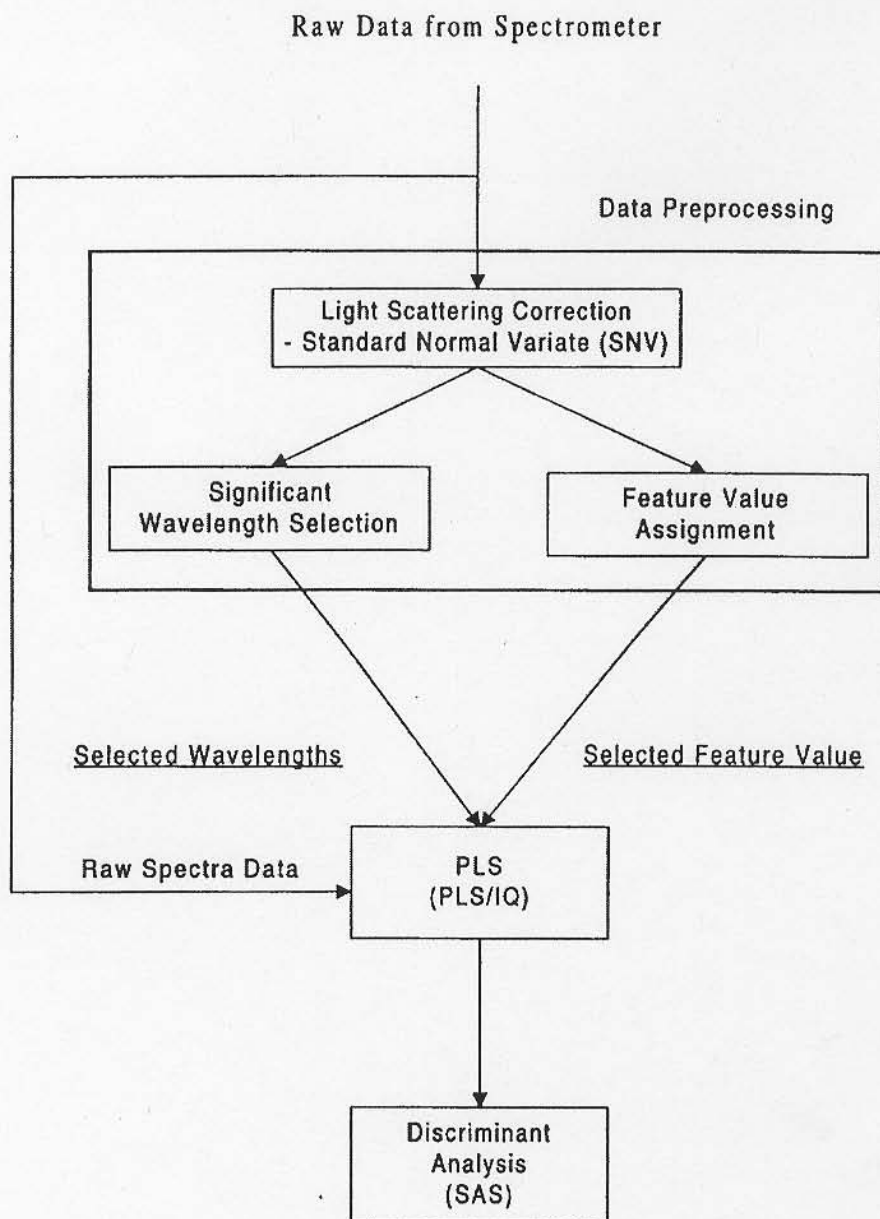 Raw Data from Spectrometer
Data Preprocessing
Light Scattering Correction
- Standard Normal Variate (SNV)
Significant
Wavelength Selection
Feature Value
Assignment
Selected Wavelengths
Selected Feature Value
Raw Spectra Data
PLS
(PLS/IQ)
Discriminant
Analysis
(SAS)